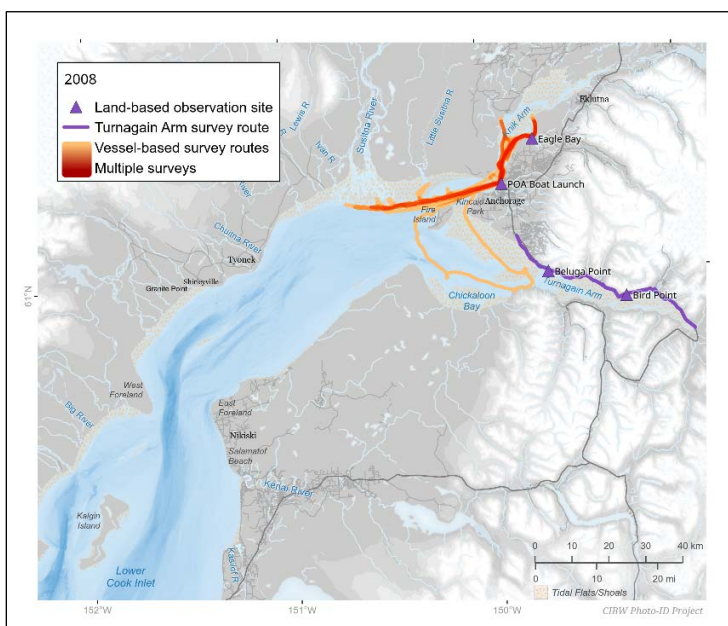 2008
Land-based observation site
Turnagain Arm survey route
Vessel-based survey routes
Multiple surveys
Lewis R
Ivan R
River
Susitna River
Little Susitna R
Knik Arm
Eklutna
Eagle Bay
POA Boat Launch
Anchorage
Kincaid
Park
Fire
Island
Chuitna River
Tyonek
Shirleyville
Granite Point
Beluga Point
Turnagain Arm
Bird Point
Chickaloon
Bay
61°N
West
Foreland
East
Foreland
Big River
Nikiski
Salamatof
Beach
Kenai River
Kalgin
Island
Kasilof R
Lower
Cook Inlet
0 10 20 30 40 km
0 10 20 mi
Tidal Flats/Shoals
152°W
151°W
150°W
CIBW Photo-ID Project